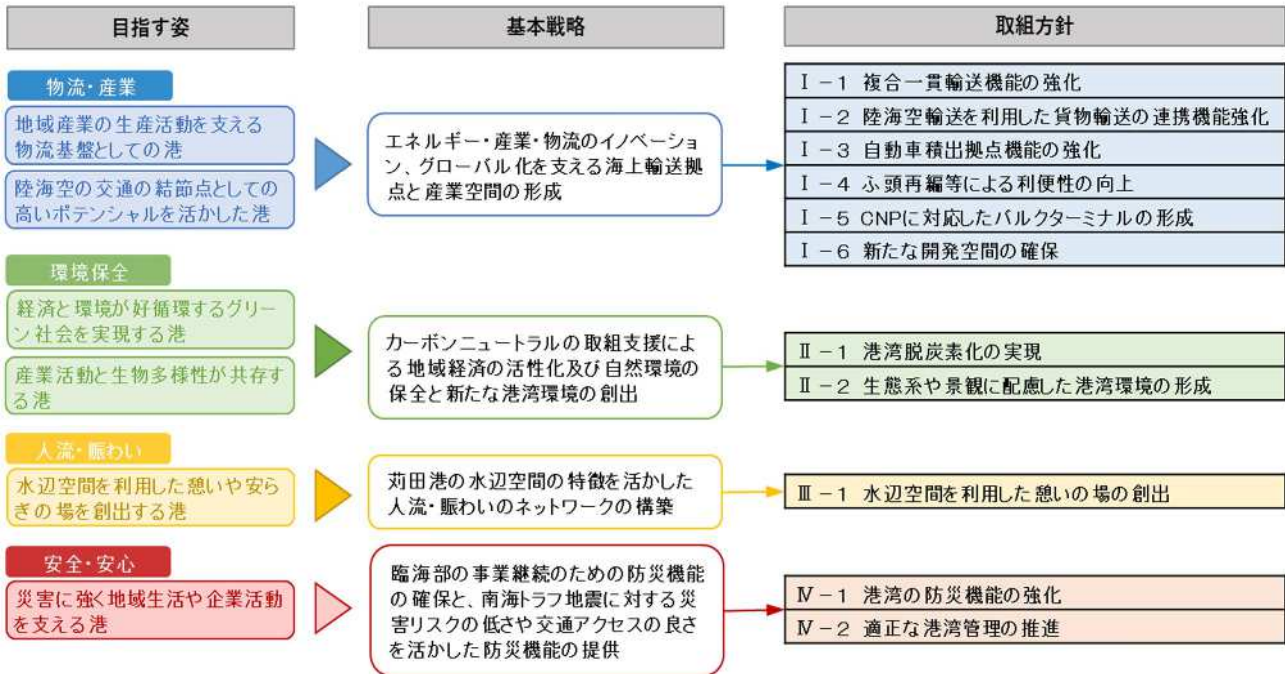 目指す姿
基本戦略
取組方針
物流・産業
地域産業の生産活動を支える
物流基盤としての港
陸海空の交通の結節点としての
高いポテンシャルを活かした港
エネルギー・産業・物流のイノベーショ
ン、グローバル化を支える海上輸送拠
点と産業空間の形成
Ⅰ－1 複合一貫輸送機能の強化
Ⅰ－2 陸海空輸送を利用した貨物輸送の連携機能強化
Ⅰ－3 自動車積出拠点機能の強化
Ⅰ－4 ふ頭再編等による利便性の向上
Ⅰ－5 CNPに対応したバルクターミナルの形成
Ⅰ－6 新たな開発空間の確保
環境保全
経済と環境が好循環するグリー
ン社会を実現する港
産業活動と生物多様性が共存す
る港
カーボンニュートラルの取組支援によ
る地域経済の活性化及び自然環境の
保全と新たな港湾環境の創出
Ⅱ－1 港湾脱炭素化の実現
Ⅱ－2 生態系や景観に配慮した港湾環境の形成
人流・賑わい
水辺空間を利用した憩いや安ら
ぎの場を創出する港
苅田港の水辺空間の特徴を活かした
人流・賑わいのネットワークの構築
Ⅲ－1 水辺空間を利用した憩いの場の創出
安全・安心
災害に強く地域生活や企業活動
を支える港
臨海部の事業継続のための防災機能
の確保と、南海トラフ地震に対する災
害リスクの低さや交通アクセスの良さ
を活かした防災機能の提供
Ⅳ－1 港湾の防災機能の強化
Ⅳ－2 適正な港湾管理の推進